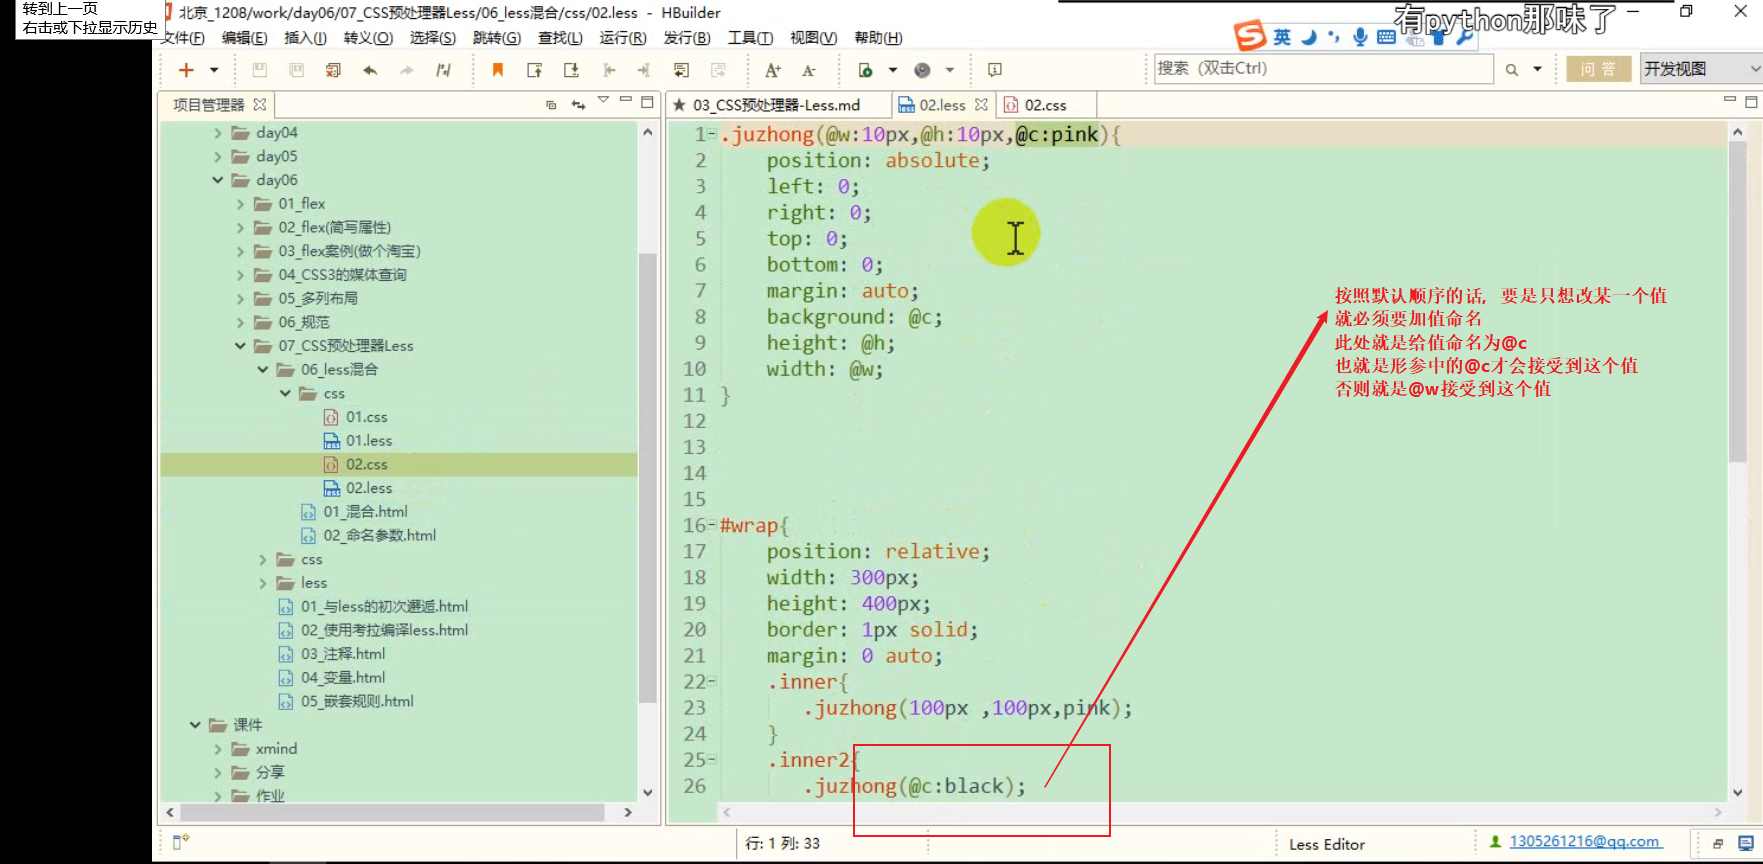 转到上一页
右击或下拉显示历史
北京_1208/work/day06/07_CSS预处理器Less/06_less混合/css/02.less - HBuilder
有python那味了
文件(F) 编辑(E) 插入(I) 转义(O) 选择(S) 跳转(G) 查找(L) 运行(R) 发行(B) 工具(T) 视图(V) 帮助(H)
英
搜索（双击Ctrl）
问 答
开发视图
项目管理器
03_CSS预处理器-Less.md
02.less
02.css
day04
day05
day06
01_flex
02_flex(简写属性)
03_flex案例(做个淘宝)
04_CSS3的媒体查询
05_多列布局
06_规范
07_CSS预处理器Less
06_less混合
css
01.css
01.less
02.css
02.less
01_混合.html
02_命名参数.html
css
less
01_与less的初次邂逅.html
02_使用考拉编译less.html
03_注释.html
04_变量.html
05_嵌套规则.html
课件
xmind
分享
作业
1 .juzhong(@w:10px,@h:10px,@c:pink){
2 position: absolute;
3 left: 0;
4 right: 0;
5 top: 0;
6 bottom: 0;
7 margin: auto;
8 background: @c;
9 height: @h;
10 width: @w;
11 }
12
13
14
15
16 #wrap{
17 position: relative;
18 width: 300px;
19 height: 400px;
20 border: 1px solid;
21 margin: 0 auto;
22 .inner{
23 .juzhong(100px ,100px,pink);
24 }
25 .inner2{
26 .juzhong(@c:black);
按照默认顺序的话，要是只想改某一个值
就必须要加值命名
此处就是给值命名为@c
也就是形参中的@c才会接受到这个值
否则就是@w接受到这个值
行: 1 列: 33
Less Editor
1305261216@qq.com